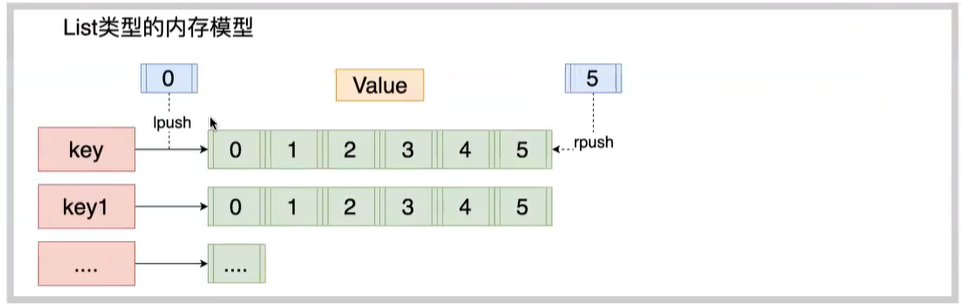 List类型的内存模型
0
Value
5
lpush
key
0 1 2 3 4 5
rpush
key1
0 1 2 3 4 5
....
....